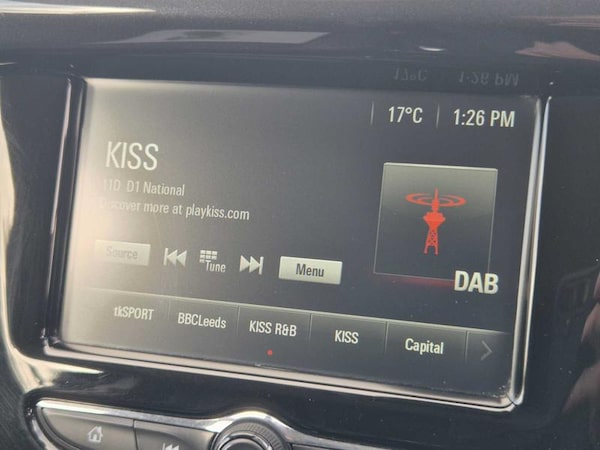 17°C 1:26 PM
KISS
11D D1 National
Discover more at playkiss.com
Source Tune Menu
DAB
tkSPORT BBCLeeds KISS R&B KISS Capital